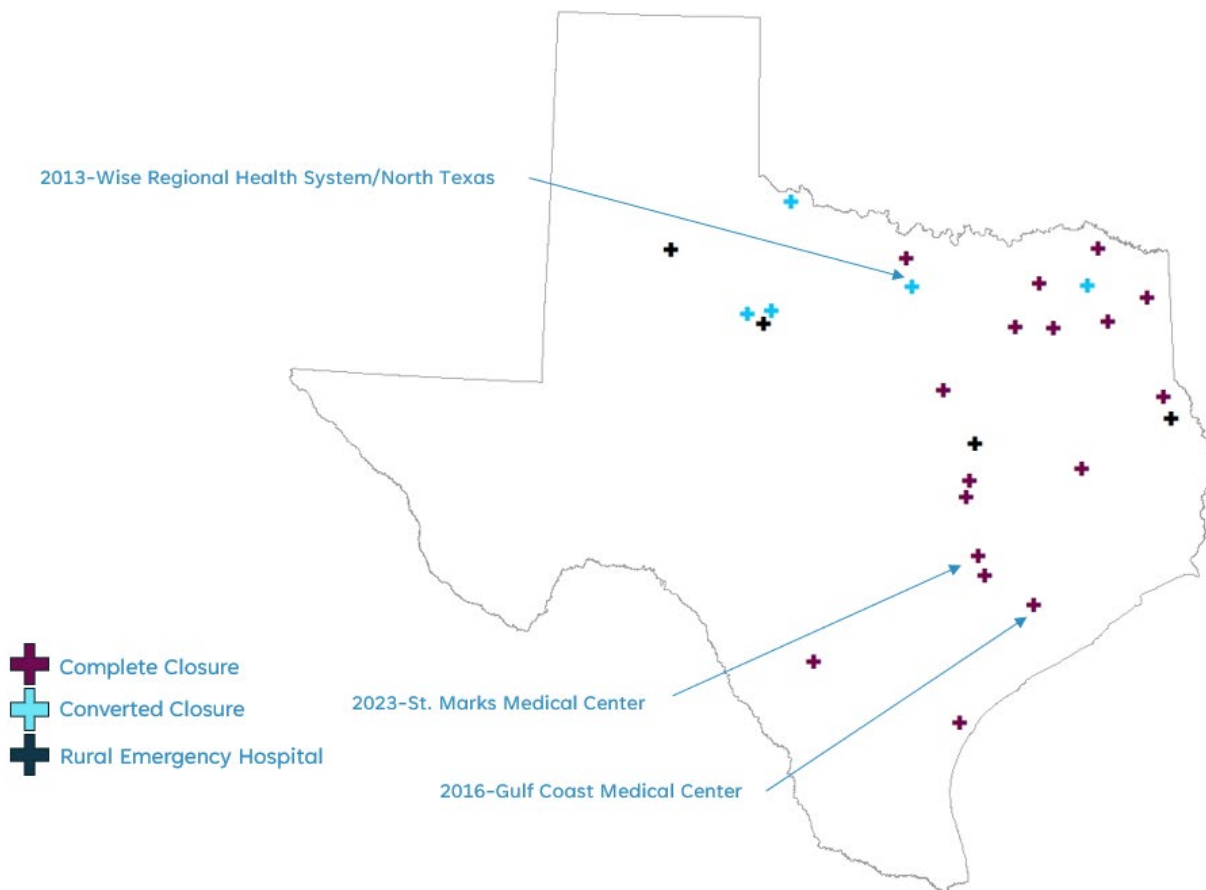 2013-Wise Regional Health System/North Texas
Complete Closure
Converted Closure
Rural Emergency Hospital
2023-St. Marks Medical Center
2016-Gulf Coast Medical Center